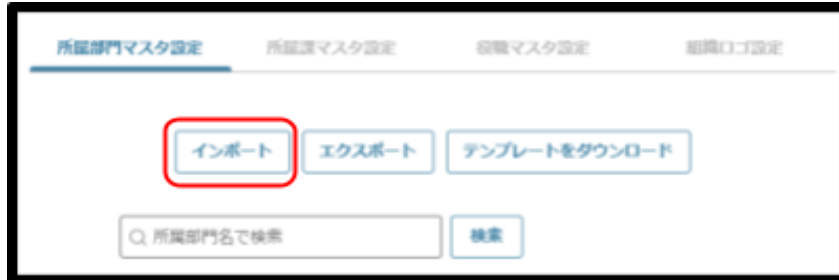 所属部門マスタ設定 所属課マスタ設定 役職マスタ設定 組織ロゴ設定
インポート エクスポート テンプレートをダウンロード
所属部門名で検索 検索